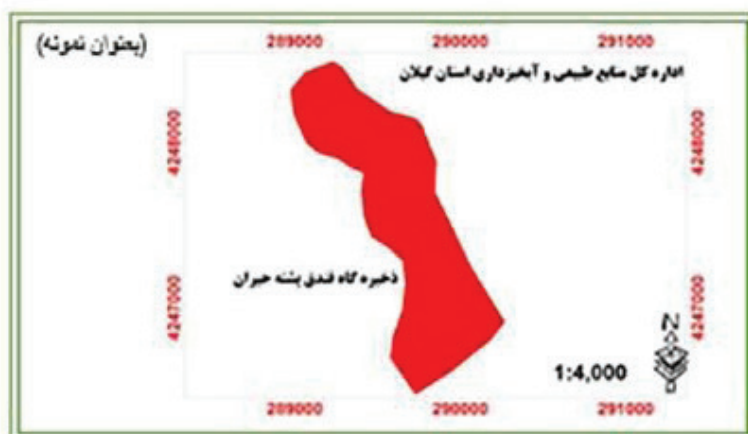 (بعنوان نمونه)
289000 290000 291000
اداره کل منابع طبیعی و آبخیزداری استان گیلان
4248000 4248000
ذخیره گاه فندق پشته حیران
4247000 4247000
N
1:4,000
289000 290000 291000